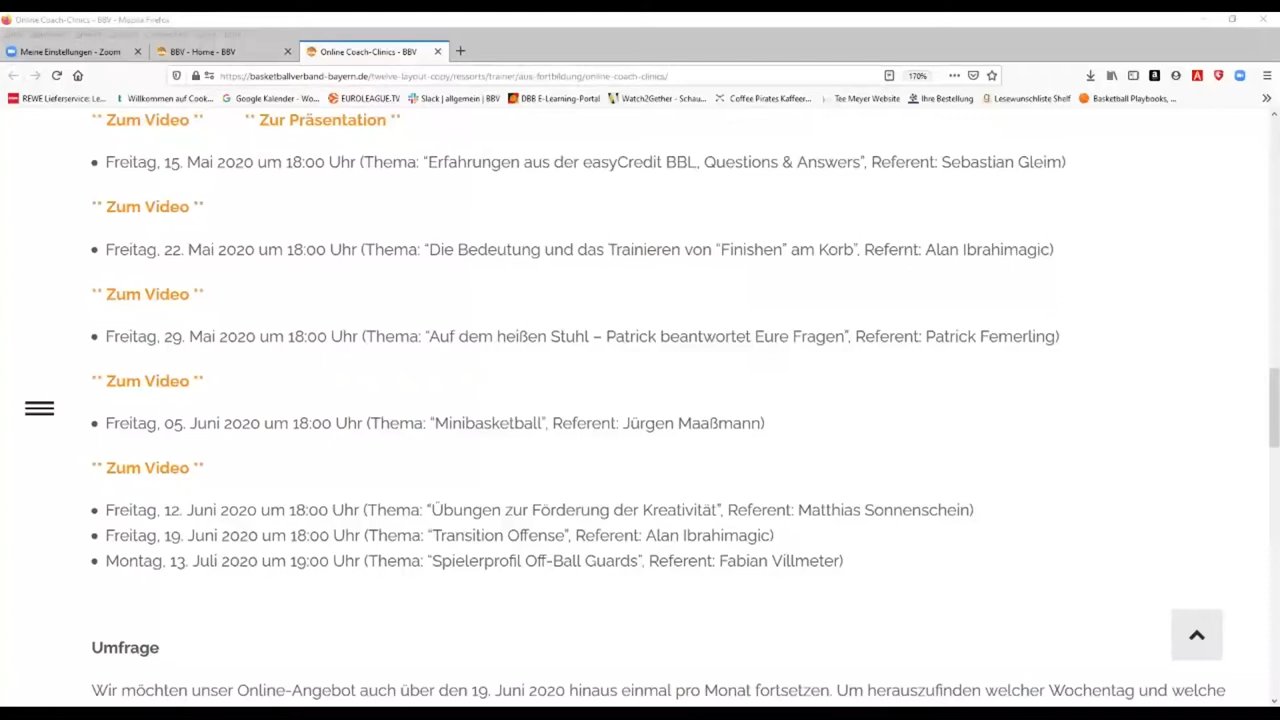 Online Coach-Clinics - BBV - Mozilla Firefox
Meine Einstellungen - Zoom
BBV - Home - BBV
Online Coach-Clinics - BBV
https://basketballverband-bayern.de/twelve-layout-copy/ressorts/trainer/aus-fortbildung/online-coach-clinics/
170%
REWE Lieferservice: Le...
Willkommen auf Cook...
Google Kalender - Wo...
EUROLEAGUE.TV
Slack | allgemein | BBV
DBB E-Learning-Portal
Watch2Gether - Schau...
Coffee Pirates Kaffeer...
Tee Meyer Website
Ihre Bestellung
Lesewunschliste Shelf
Basketball Playbooks, ...
** Zum Video ** ** Zur Präsentation **
• Freitag, 15. Mai 2020 um 18:00 Uhr (Thema: “Erfahrungen aus der easyCredit BBL, Questions & Answers”, Referent: Sebastian Gleim)
** Zum Video **
• Freitag, 22. Mai 2020 um 18:00 Uhr (Thema: “Die Bedeutung und das Trainieren von “Finishen” am Korb”, Refernt: Alan Ibrahimagic)
** Zum Video **
• Freitag, 29. Mai 2020 um 18:00 Uhr (Thema: “Auf dem heißen Stuhl – Patrick beantwortet Eure Fragen”, Referent: Patrick Femerling)
** Zum Video **
• Freitag, 05. Juni 2020 um 18:00 Uhr (Thema: “Minibasketball”, Referent: Jürgen Maaßmann)
** Zum Video **
• Freitag, 12. Juni 2020 um 18:00 Uhr (Thema: “Übungen zur Förderung der Kreativität”, Referent: Matthias Sonnenschein)
• Freitag, 19. Juni 2020 um 18:00 Uhr (Thema: “Transition Offense”, Referent: Alan Ibrahimagic)
• Montag, 13. Juli 2020 um 19:00 Uhr (Thema: “Spielerprofil Off-Ball Guards”, Referent: Fabian Villmeter)
Umfrage
Wir möchten unser Online-Angebot auch über den 19. Juni 2020 hinaus einmal pro Monat fortsetzen. Um herauszufinden welcher Wochentag und welche